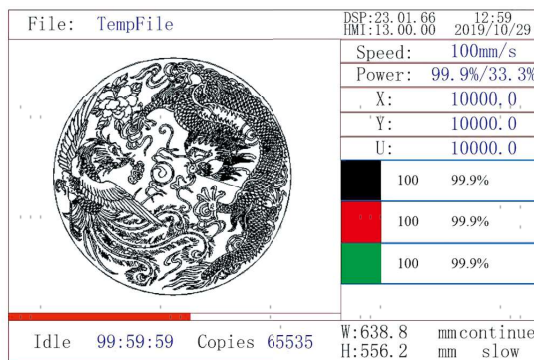 File: TempFile
DSP:23.01.66 12:59
HMI:13.00.00 2019/10/29
Speed: 100mm/s
Power: 99.9%/33.3%
X: 10000,0
Y: 10000.0
U: 10000.0
100 99.9%
100 99.9%
100 99.9%
Idle 99:59:59 Copies 65535
W:638.8 mm continue
H:556.2 mm slow